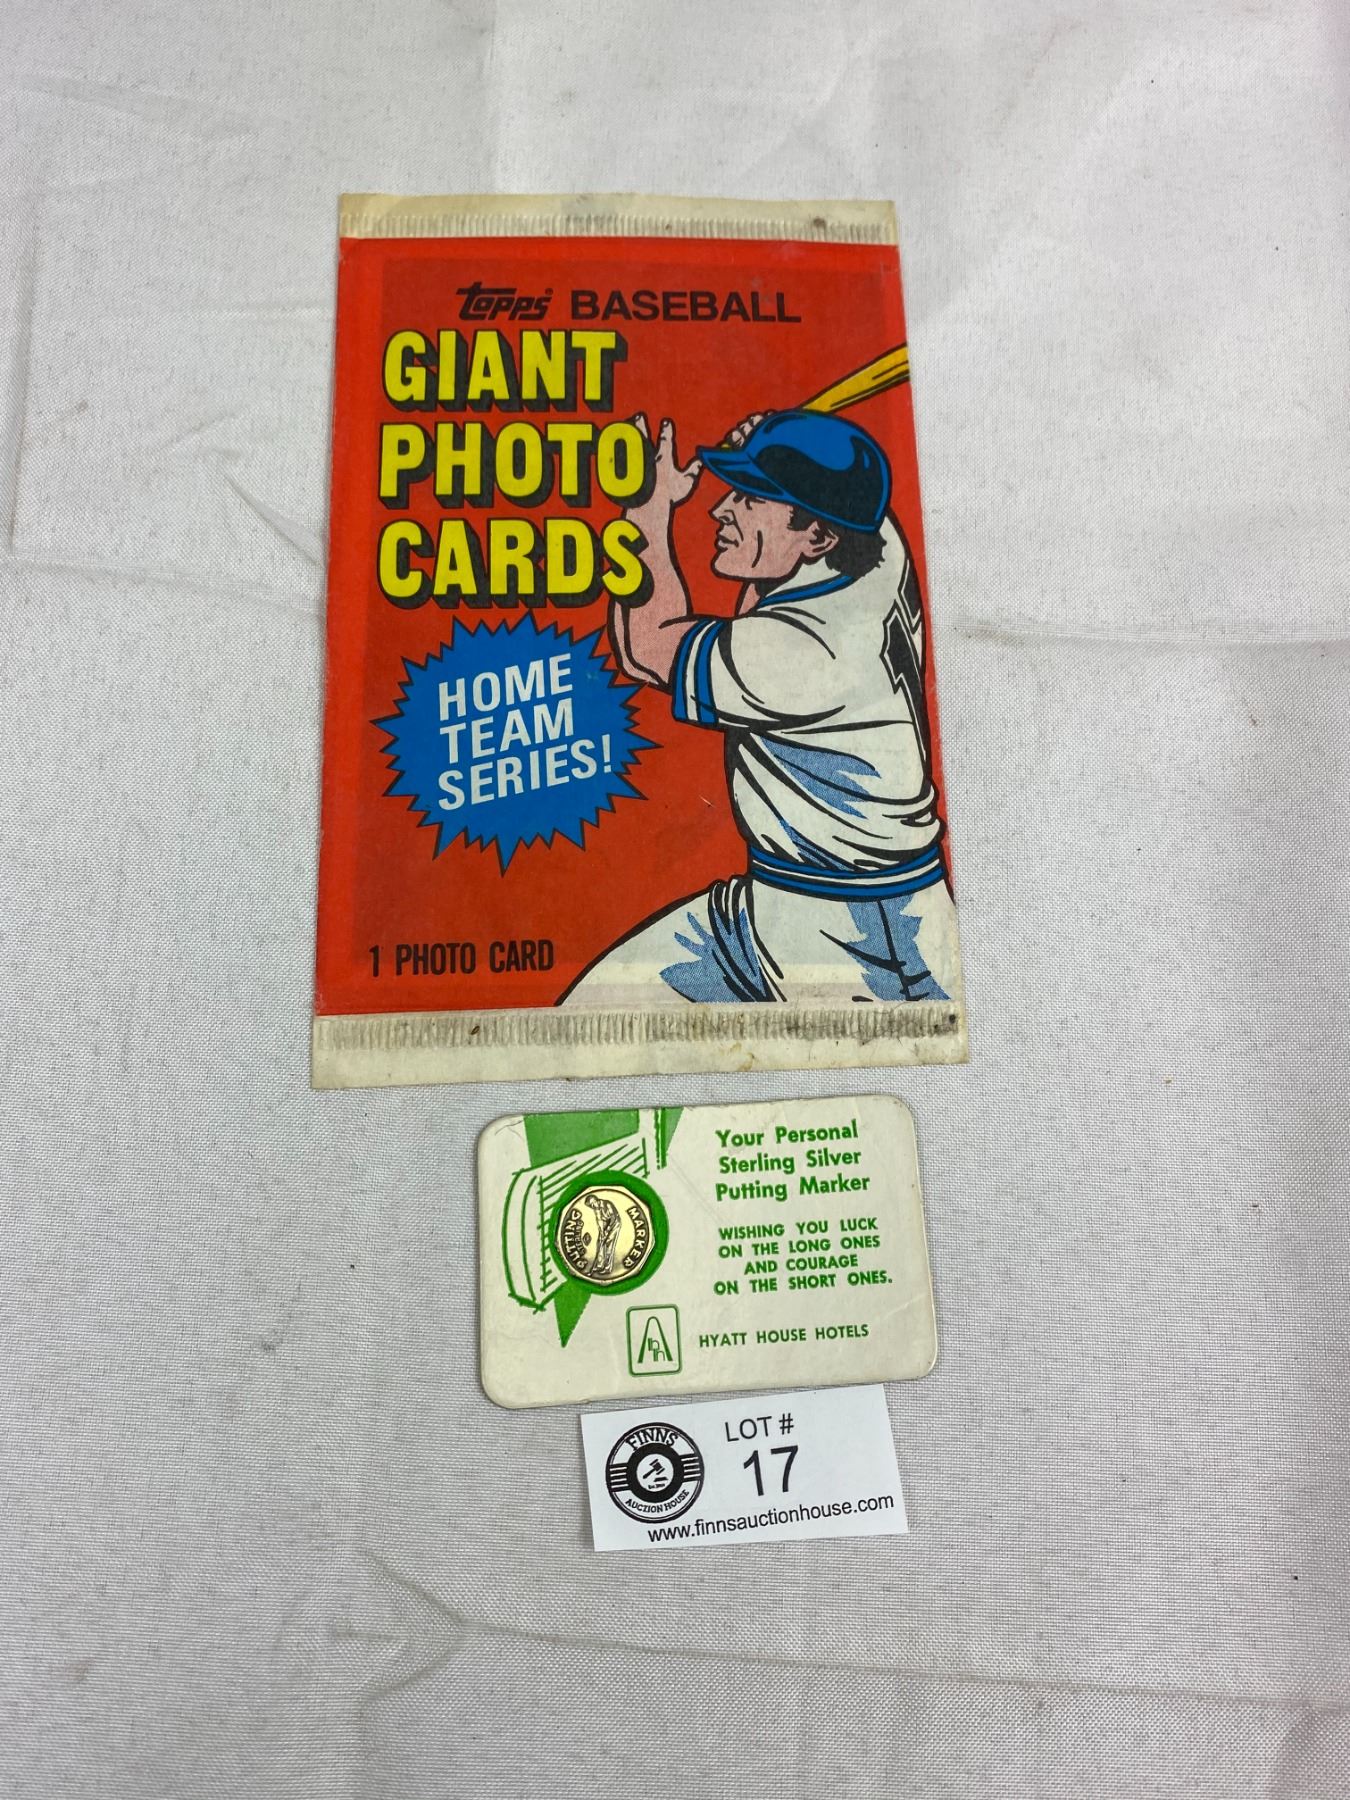 topps® BASEBALL
GIANT
PHOTO
CARDS
HOME
TEAM
SERIES!
1 PHOTO CARD
Your Personal
Sterling Silver
Putting Marker
PUTTING MARKER
WISHING YOU LUCK
ON THE LONG ONES
AND COURAGE
ON THE SHORT ONES.
HYATT HOUSE HOTELS
FINNS
AUCTION HOUSE
LOT #
17
www.finnsauctionhouse.com